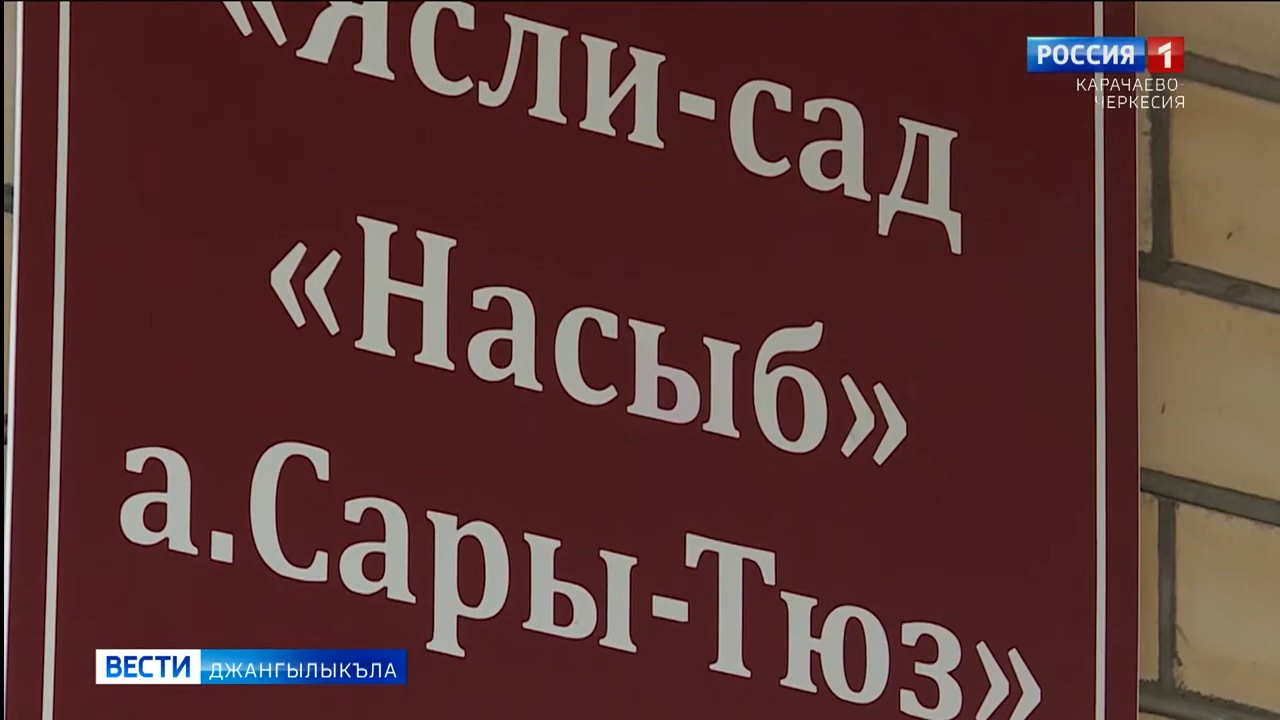 «Ясли-сад
«Насыб»
а.Сары-Тюз»
РОССИЯ 1
КАРАЧАЕВО-
ЧЕРКЕСИЯ
ВЕСТИ ДЖАНГЫЛЫКЪЛА